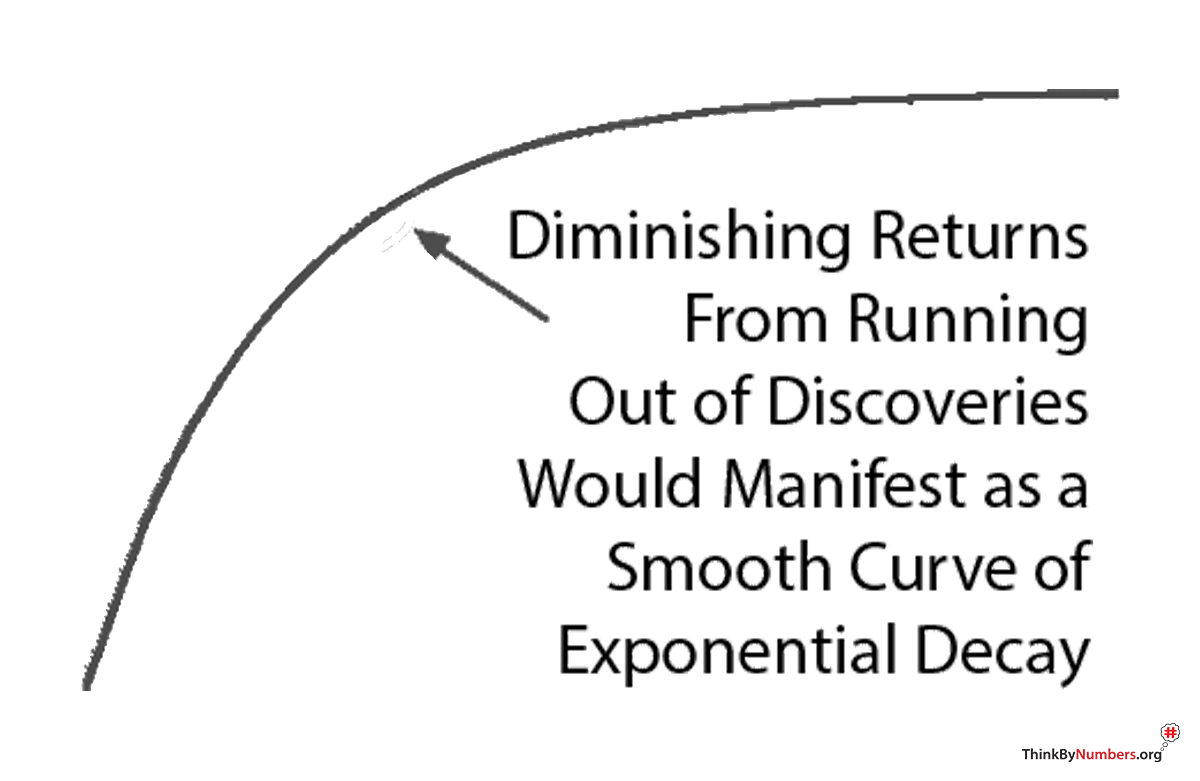 Diminishing Returns
From Running
Out of Discoveries
Would Manifest as a
Smooth Curve of
Exponential Decay
#
ThinkByNumbers.org